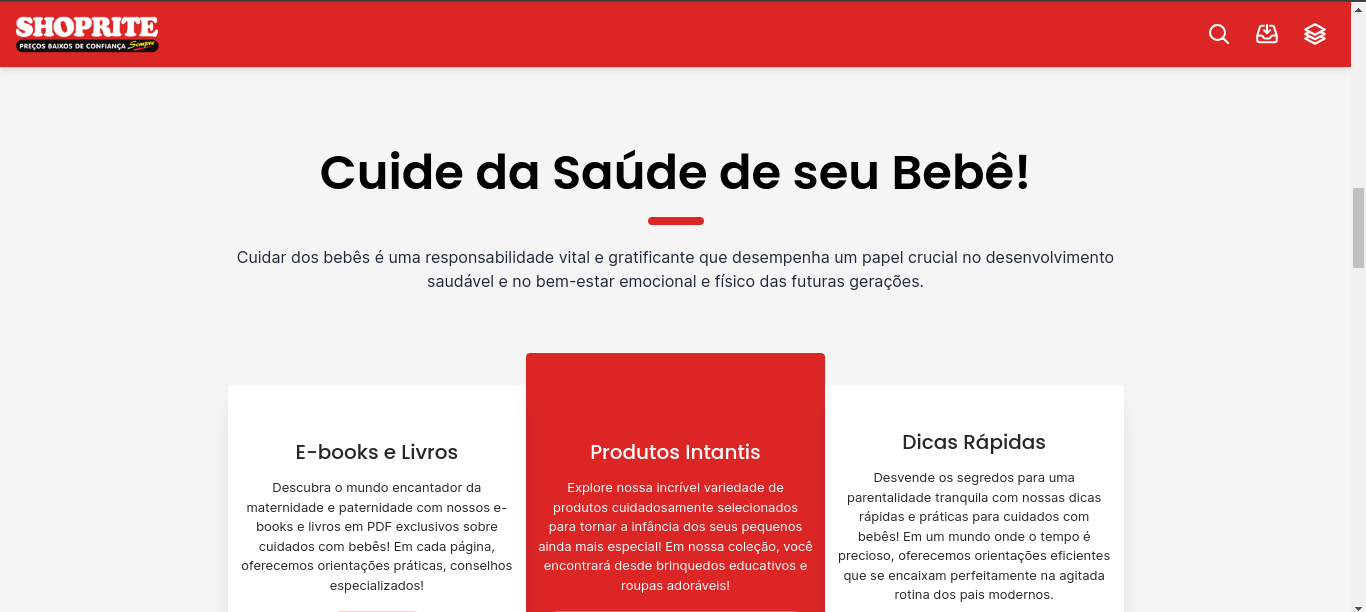 SHOPRITE
PREÇOS BAIXOS DE CONFIANÇA Sempre
Cuide da Saúde de seu Bebê!
Cuidar dos bebês é uma responsabilidade vital e gratificante que desempenha um papel crucial no desenvolvimento
saudável e no bem-estar emocional e físico das futuras gerações.
E-books e Livros
Descubra o mundo encantador da
maternidade e paternidade com nossos e-
books e livros em PDF exclusivos sobre
cuidados com bebês! Em cada página,
oferecemos orientações práticas, conselhos
especializados!
Produtos Intantis
Explore nossa incrível variedade de
produtos cuidadosamente selecionados
para tornar a infância dos seus pequenos
ainda mais especial! Em nossa coleção, você
encontrará desde brinquedos educativos e
roupas adoráveis!
Dicas Rápidas
Desvende os segredos para uma
parentalidade tranquila com nossas dicas
rápidas e práticas para cuidados com
bebês! Em um mundo onde o tempo é
precioso, oferecemos orientações eficientes
que se encaixam perfeitamente na agitada
rotina dos pais modernos.